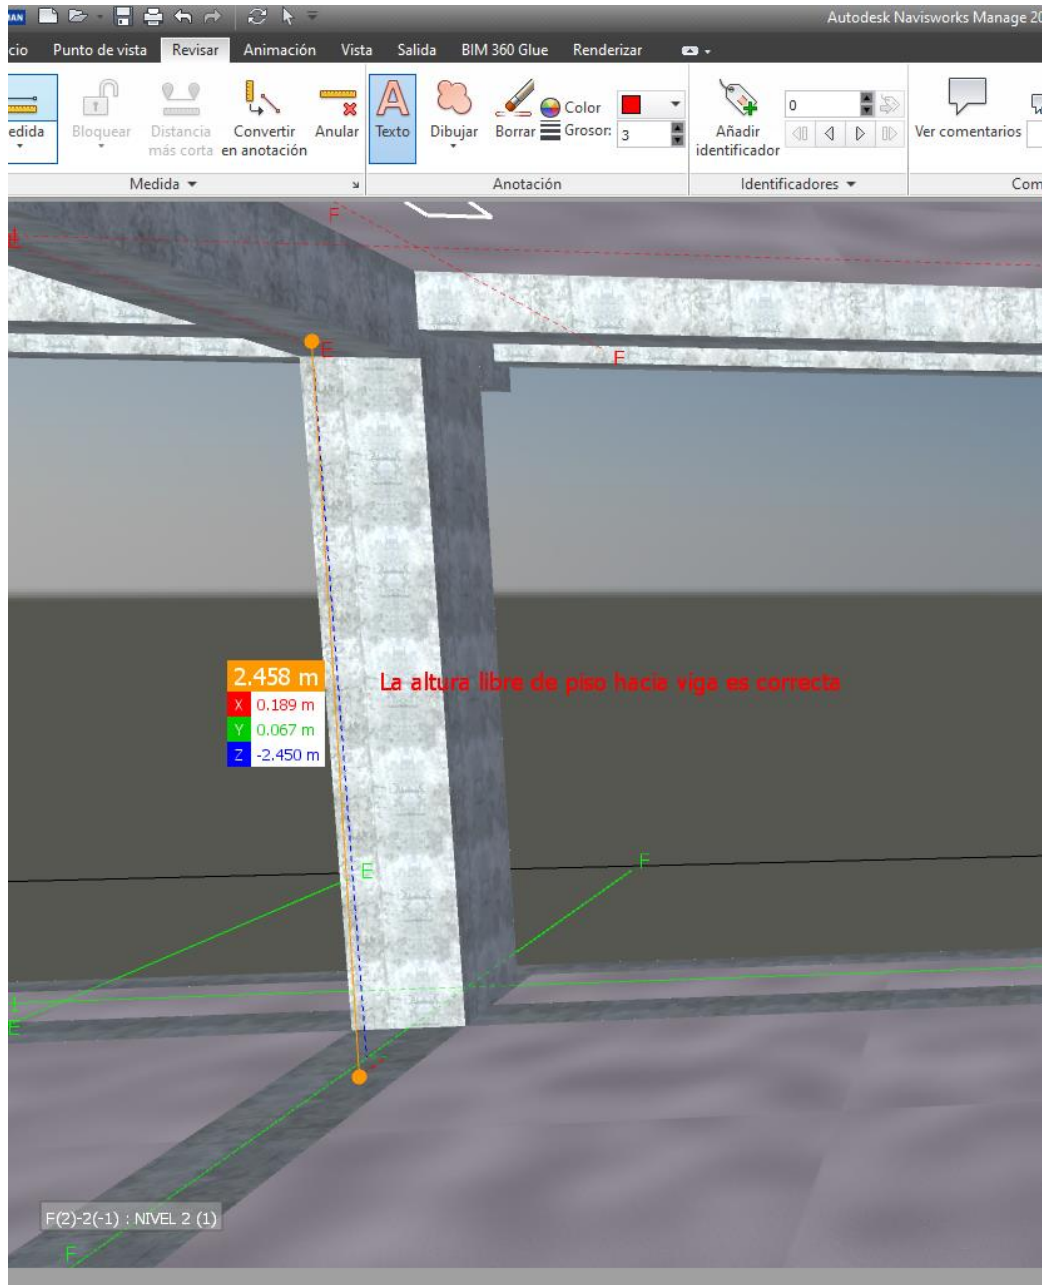 MAN
Autodesk Navisworks Manage 20
cio Punto de vista Revisar Animación Vista Salida BIM 360 Glue Renderizar
edida Bloquear Distancia más corta Convertir en anotación Anular Texto Dibujar Borrar Color Grosor: 3 Añadir identificador 0 Ver comentarios
Medida Anotación Identificadores Com
F
E
F
2.458 m
X 0.189 m
Y 0.067 m
Z -2.450 m
La altura libre de piso hacia viga es correcta
F
E
E
F(2)-2(-1) : NIVEL 2 (1)
F